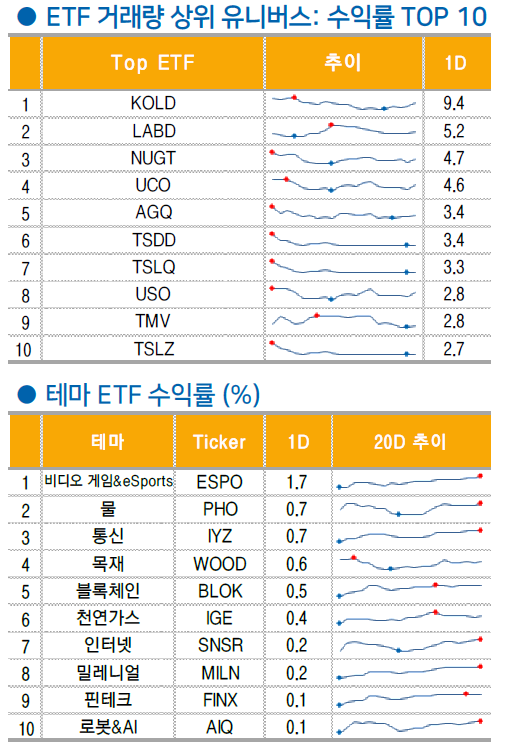 ● ETF 거래량 상위 유니버스: 수익률 TOP 10
Top ETF 추이 1D
1 KOLD 9.4
2 LABD 5.2
3 NUGT 4.7
4 UCO 4.6
5 AGQ 3.4
6 TSDD 3.4
7 TSLQ 3.3
8 USO 2.8
9 TMV 2.8
10 TSLZ 2.7
● 테마 ETF 수익률 (%)
테마 Ticker 1D 20D 추이
1 비디오 게임&eSports ESPO 1.7
2 물 PHO 0.7
3 통신 IYZ 0.7
4 목재 WOOD 0.6
5 블록체인 BLOK 0.5
6 천연가스 IGE 0.4
7 인터넷 SNSR 0.2
8 밀레니얼 MILN 0.2
9 핀테크 FINX 0.1
10 로봇&AI AIQ 0.1